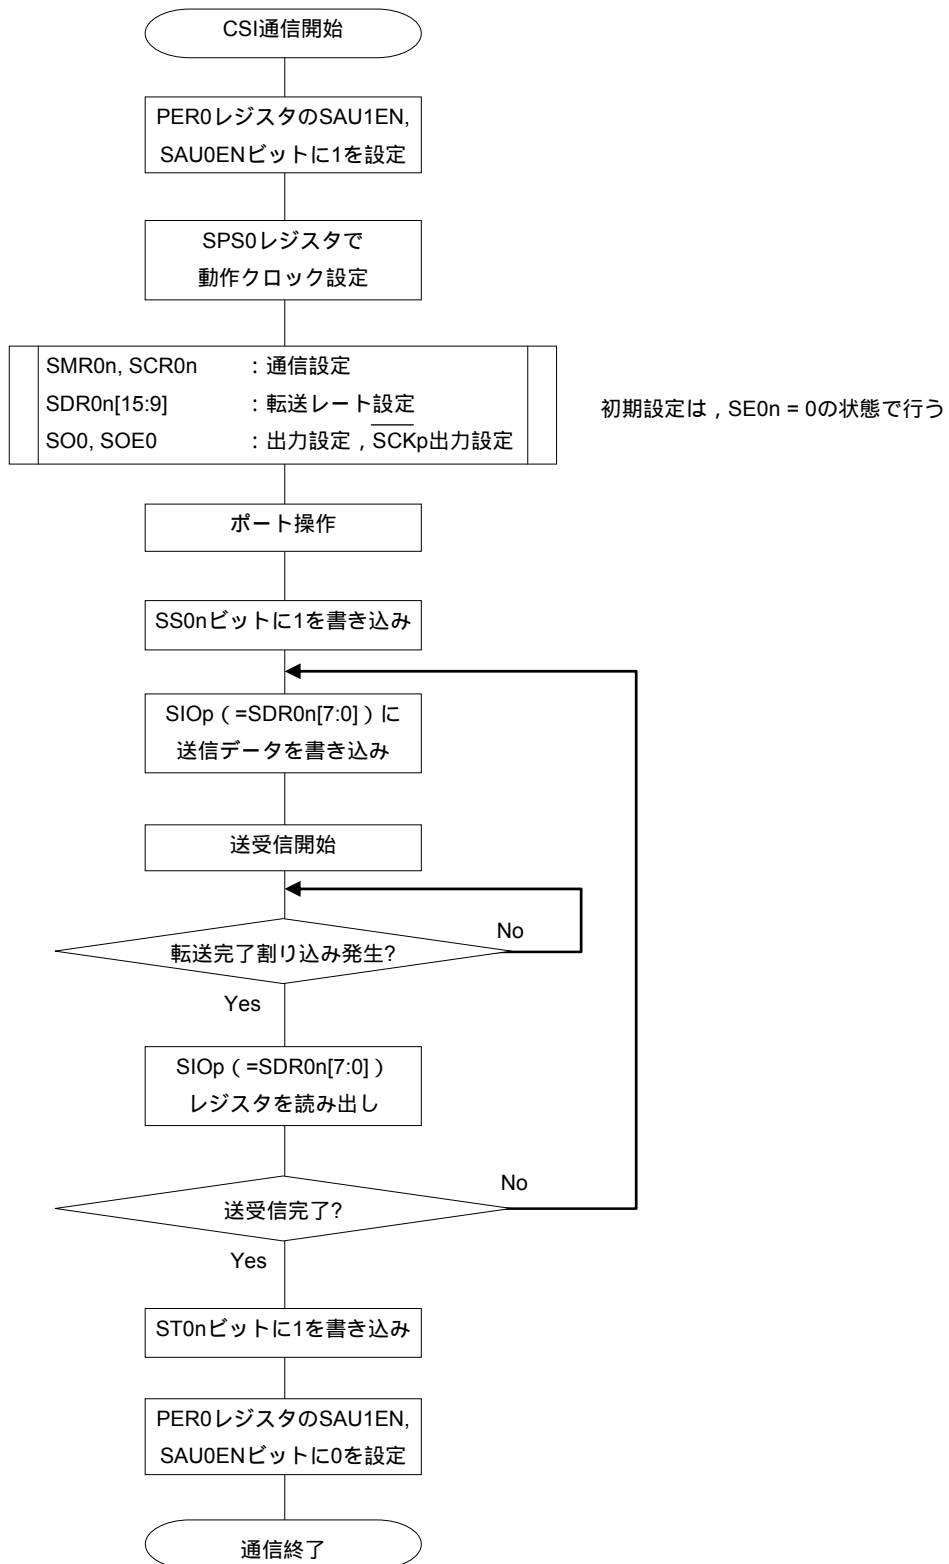 CSI通信開始
PER0レジスタのSAU1EN,
SAU0ENビットに1を設定
SPS0レジスタで
動作クロック設定
SMR0n, SCR0n ：通信設定
SDR0n[15:9] ：転送レート設定
SO0, SOE0 ：出力設定，SCKp出力設定
初期設定は，SE0n = 0の状態で行う
ポート操作
SS0nビットに1を書き込み
SIOp（=SDR0n[7:0]）に
送信データを書き込み
送受信開始
転送完了割り込み発生?
No
Yes
SIOp（=SDR0n[7:0]）
レジスタを読み出し
送受信完了?
No
Yes
ST0nビットに1を書き込み
PER0レジスタのSAU1EN,
SAU0ENビットに0を設定
通信終了